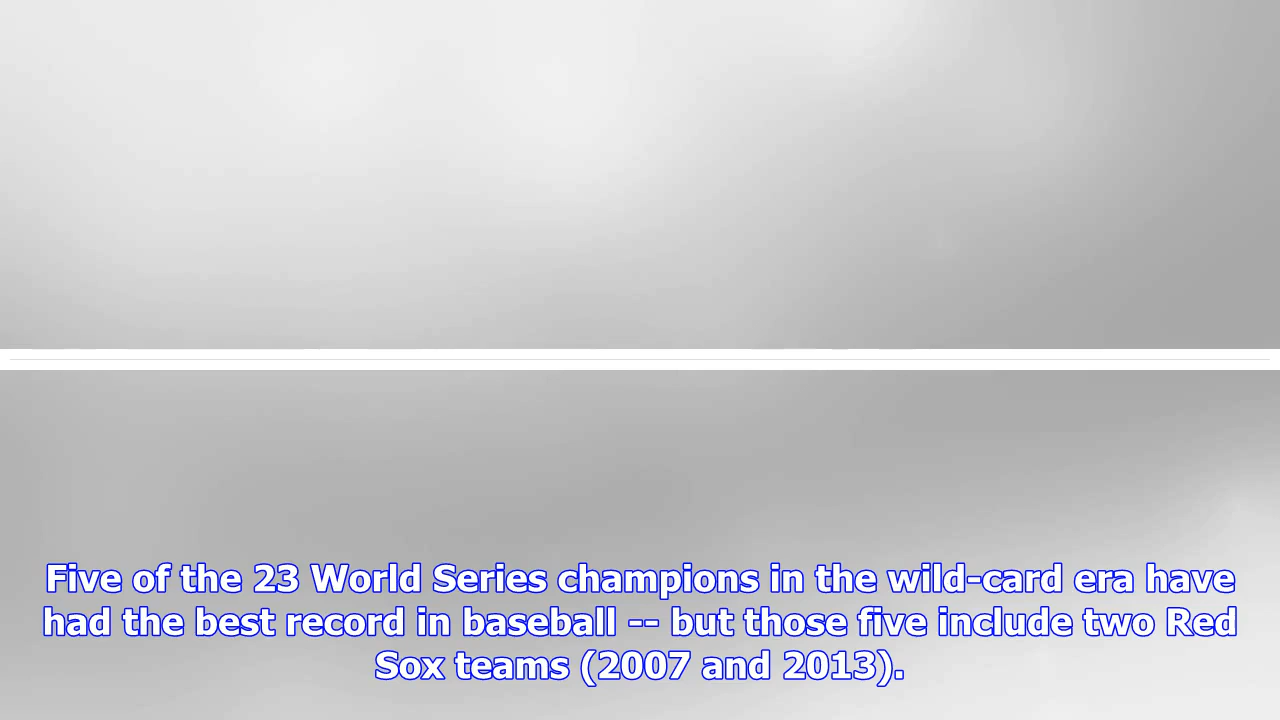 Five of the 23 World Series champions in the wild-card era have
had the best record in baseball -- but those five include two Red
Sox teams (2007 and 2013).